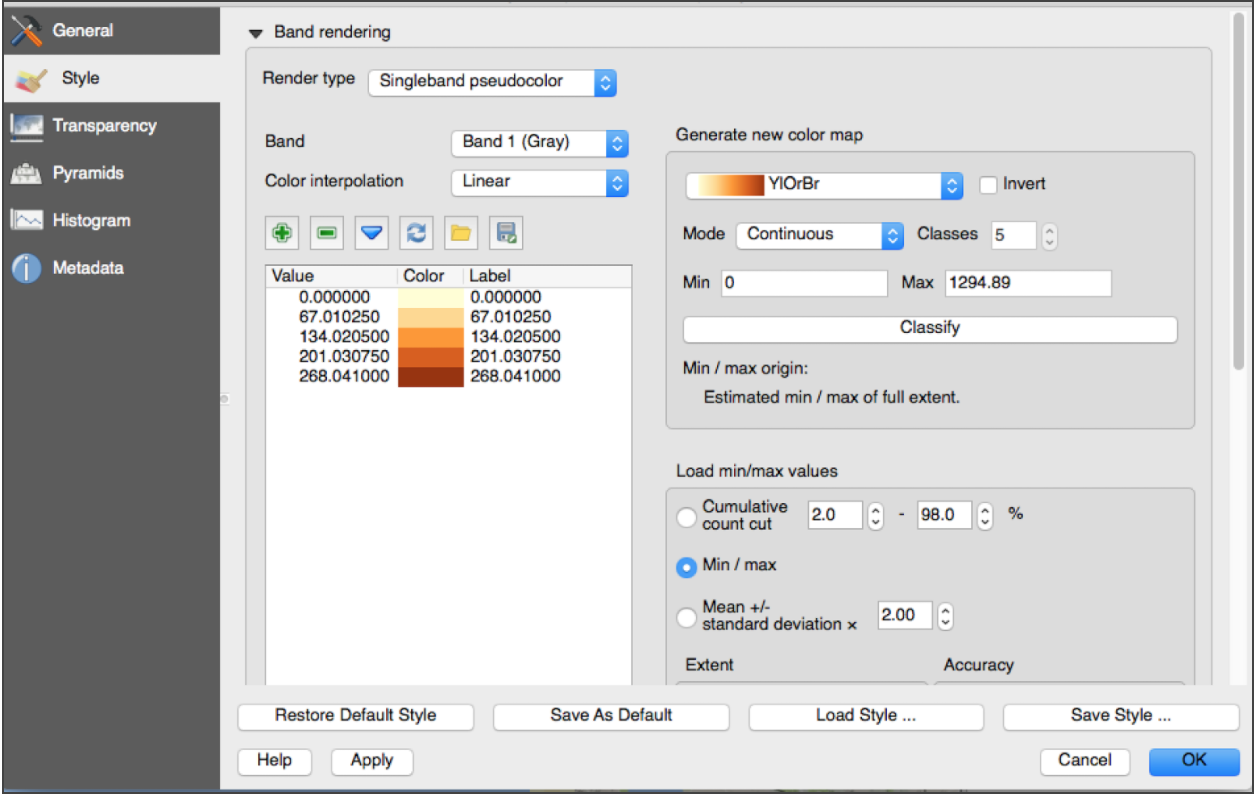 General
Style
Transparency
Pyramids
Histogram
Metadata
Band rendering
Render type Singleband pseudocolor
Band Band 1 (Gray)
Color interpolation Linear
Value Color Label
0.000000 0.000000
67.010250 67.010250
134.020500 134.020500
201.030750 201.030750
268.041000 268.041000
Generate new color map
YlOrBr Invert
Mode Continuous Classes 5
Min 0 Max 1294.89
Classify
Min / max origin:
Estimated min / max of full extent.
Load min/max values
Cumulative
count cut 2.0 - 98.0 %
Min / max
Mean +/-
standard deviation × 2.00
Extent Accuracy
Restore Default Style Save As Default Load Style ... Save Style ...
Help Apply Cancel OK